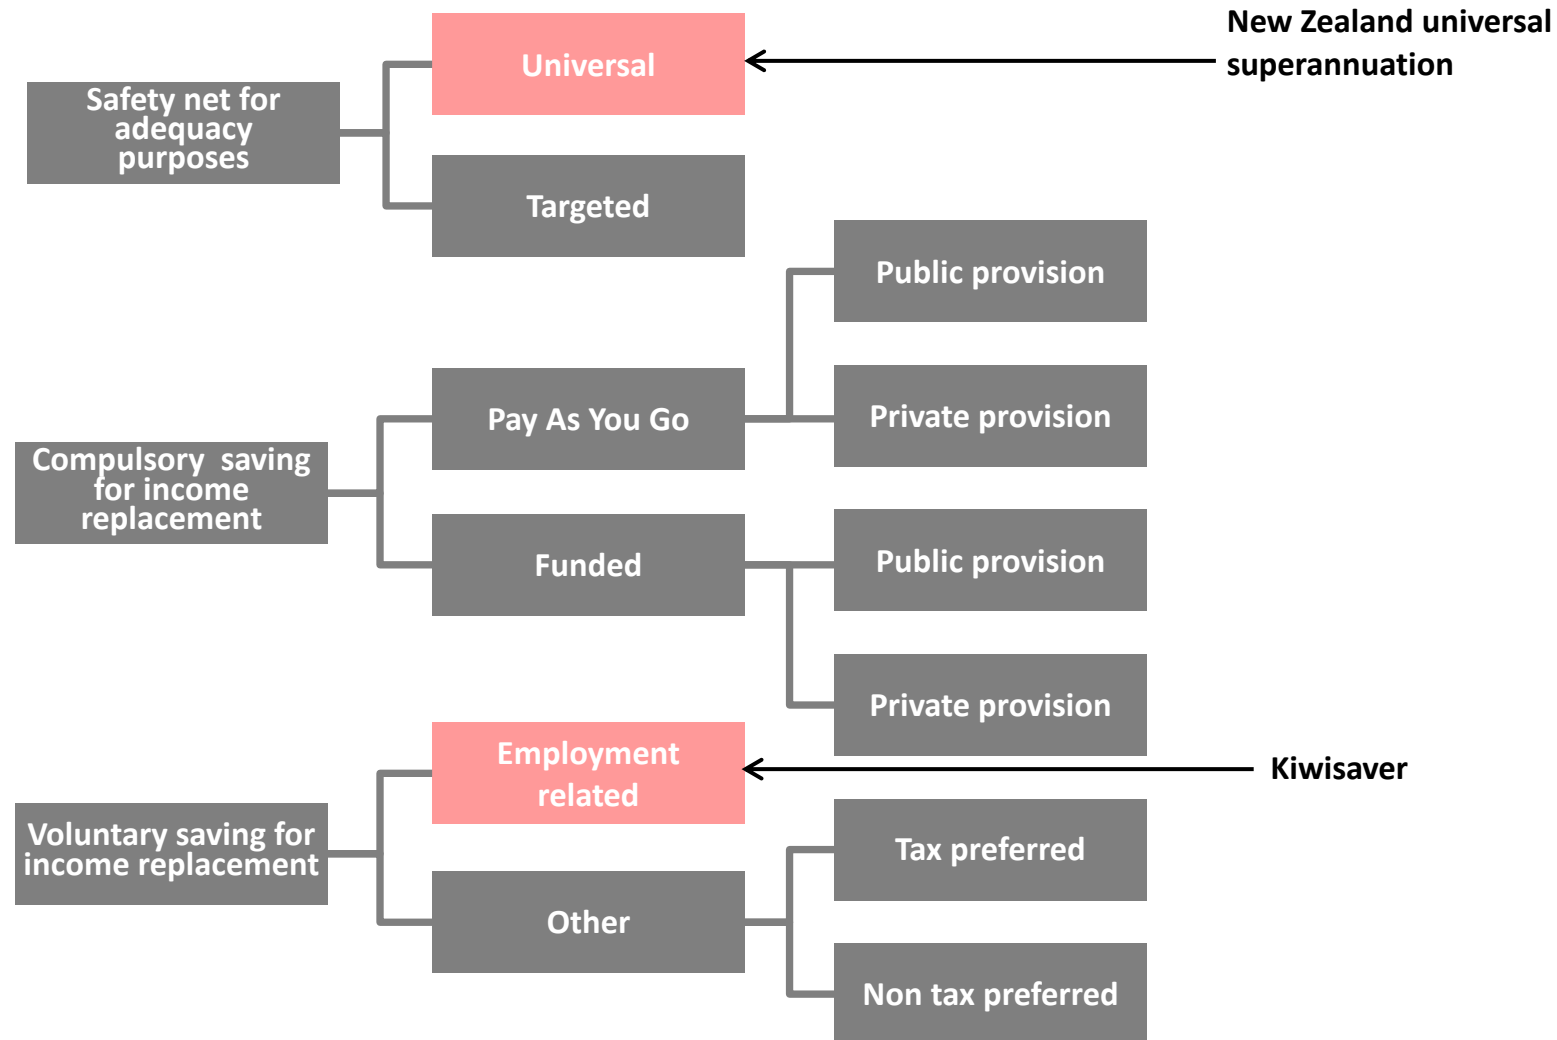 New Zealand universal
superannuation
Universal
Safety net for
adequacy
purposes
Targeted
Public provision
Pay As You Go
Private provision
Compulsory  saving
for income
replacement
Funded
Public provision
Private provision
Employment
related
Kiwisaver
Voluntary saving for
income replacement
Tax preferred
Other
Non tax preferred